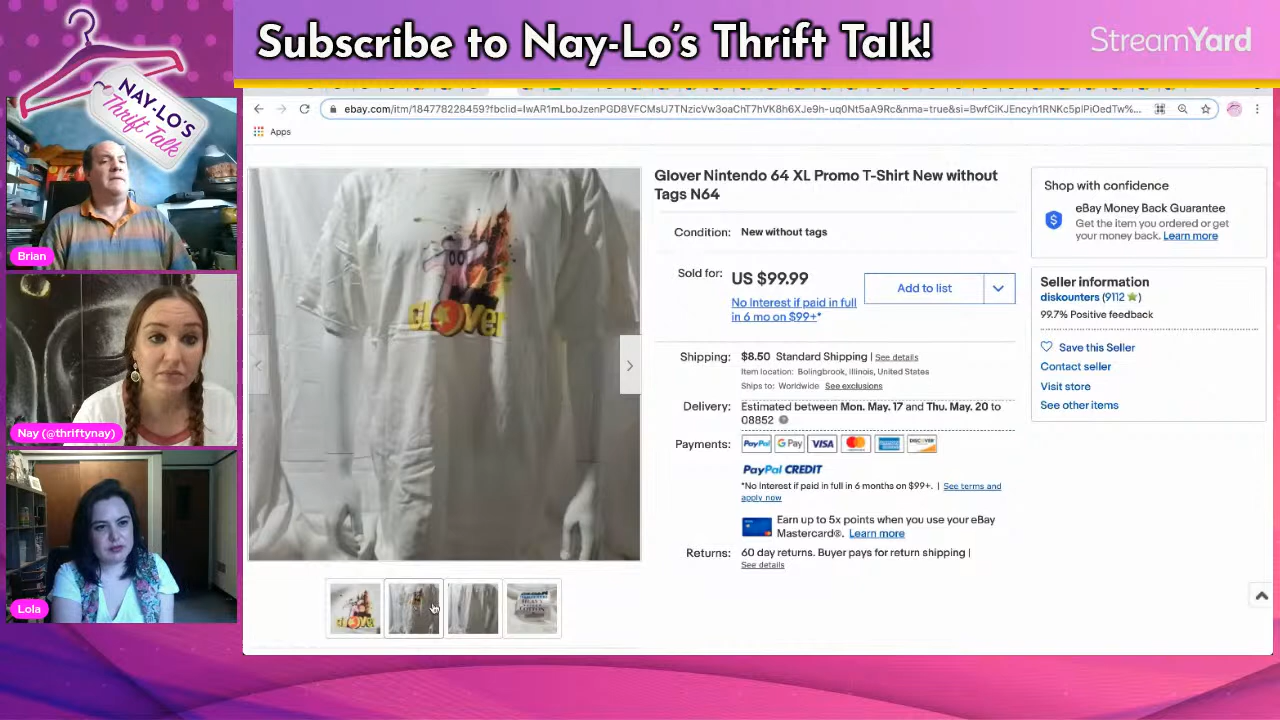 Subscribe to Nay-Lo's Thrift Talk!
StreamYard
NAY-LO'S
Thrift Talk
Brian
Nay (@thriftynay)
Lola
Apps
Glover Nintendo 64 XL Promo T-Shirt New without
Tags N64
Condition: New without tags
Sold for: US $99.99
Add to list
No Interest if paid in full
in 6 mo on $99+*
Shipping: $8.50 Standard Shipping | See details
Item location: Bolingbrook, Illinois, United States
Ships to: Worldwide See exclusions
Delivery: Estimated between Mon. May. 17 and Thu. May. 20 to
08852
Payments: PayPal G Pay VISA MasterCard AMERICAN EXPRESS DISCOVER
PayPal CREDIT
*No Interest if paid in full in 6 months on $99+. | See terms and
apply now
Earn up to 5x points when you use your eBay
Mastercard®. Learn more
Returns: 60 day returns. Buyer pays for return shipping |
See details
Shop with confidence
eBay Money Back Guarantee
Get the item you ordered or get
your money back. Learn more
Seller information
diskounters (9112)
99.7% Positive feedback
Save this Seller
Contact seller
Visit store
See other items
GLOVER